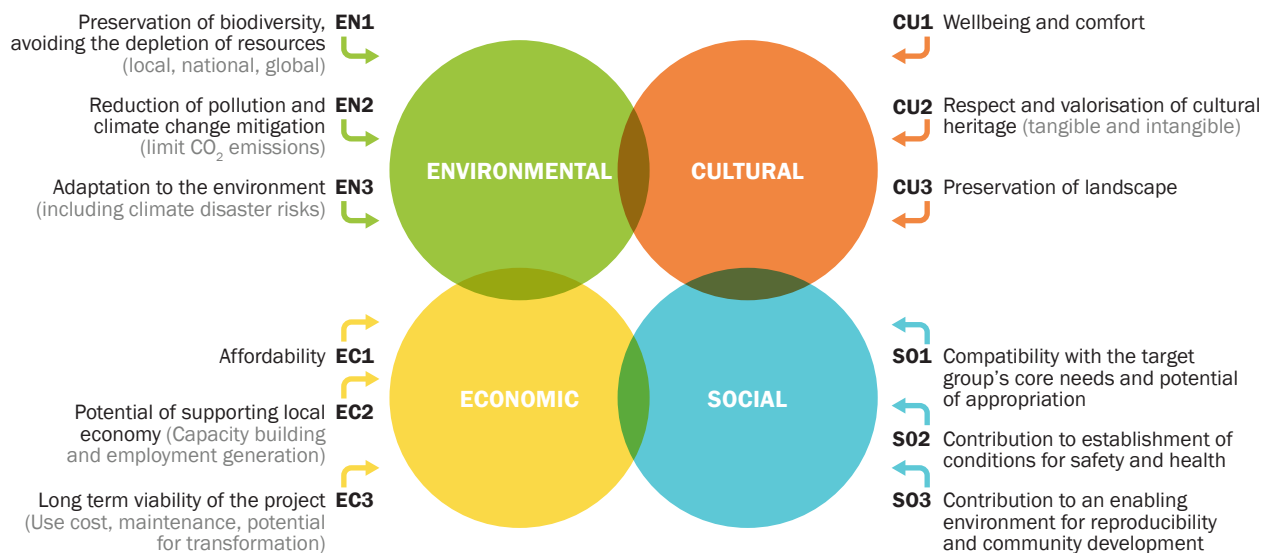 Preservation of biodiversity, EN1
avoiding the depletion of resources
(local, national, global)
Reduction of pollution and EN2
climate change mitigation
(limit CO₂ emissions)
Adaptation to the environment EN3
(including climate disaster risks)
CU1 Wellbeing and comfort
CU2 Respect and valorisation of cultural
heritage (tangible and intangible)
CU3 Preservation of landscape
ENVIRONMENTAL
CULTURAL
ECONOMIC
SOCIAL
Affordability EC1
Potential of supporting local EC2
economy (Capacity building
and employment generation)
Long term viability of the project EC3
(Use cost, maintenance, potential
for transformation)
SO1 Compatibility with the target
group's core needs and potential
of appropriation
SO2 Contribution to establishment of
conditions for safety and health
SO3 Contribution to an enabling
environment for reproducibility
and community development